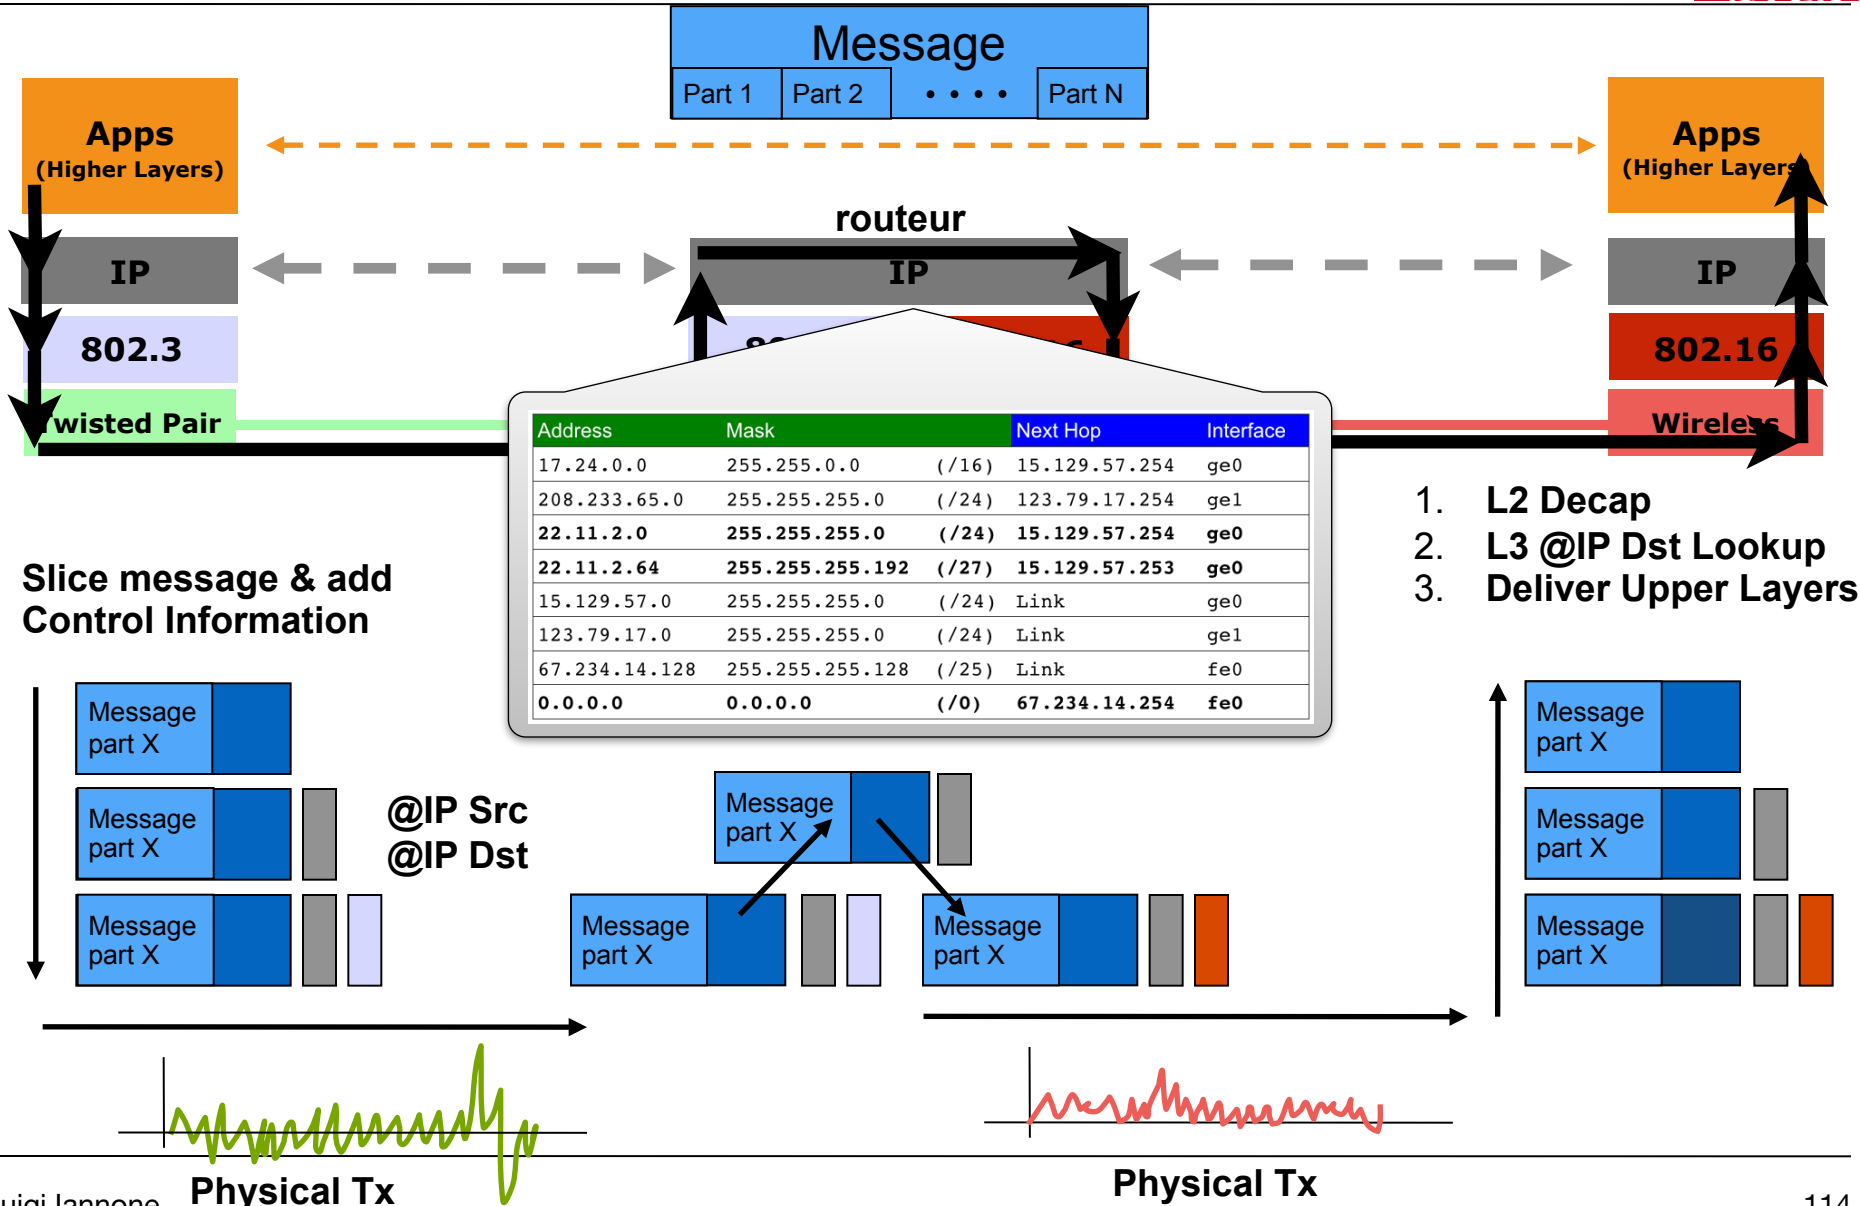 Message
Part 1 Part 2 • • • • Part N
Apps
(Higher Layers)
Apps
(Higher Layers)
routeur
IP
IP
IP
802.3
802.16
Twisted Pair
Wireless
Address Mask Next Hop Interface
17.24.0.0 255.255.0.0 (/16) 15.129.57.254 ge0
208.233.65.0 255.255.255.0 (/24) 123.79.17.254 ge1
22.11.2.0 255.255.255.0 (/24) 15.129.57.254 ge0
22.11.2.64 255.255.255.192 (/27) 15.129.57.253 ge0
15.129.57.0 255.255.255.0 (/24) Link ge0
123.79.17.0 255.255.255.0 (/24) Link ge1
67.234.14.128 255.255.255.128 (/25) Link fe0
0.0.0.0 0.0.0.0 (/0) 67.234.14.254 fe0
1. L2 Decap
2. L3 @IP Dst Lookup
3. Deliver Upper Layers
Slice message & add
Control Information
Message
part X
Message
part X
Message
part X
@IP Src
@IP Dst
Message
part X
Message
part X
Message
part X
Message
part X
Message
part X
Message
part X
Physical Tx
Physical Tx
Iannone
114